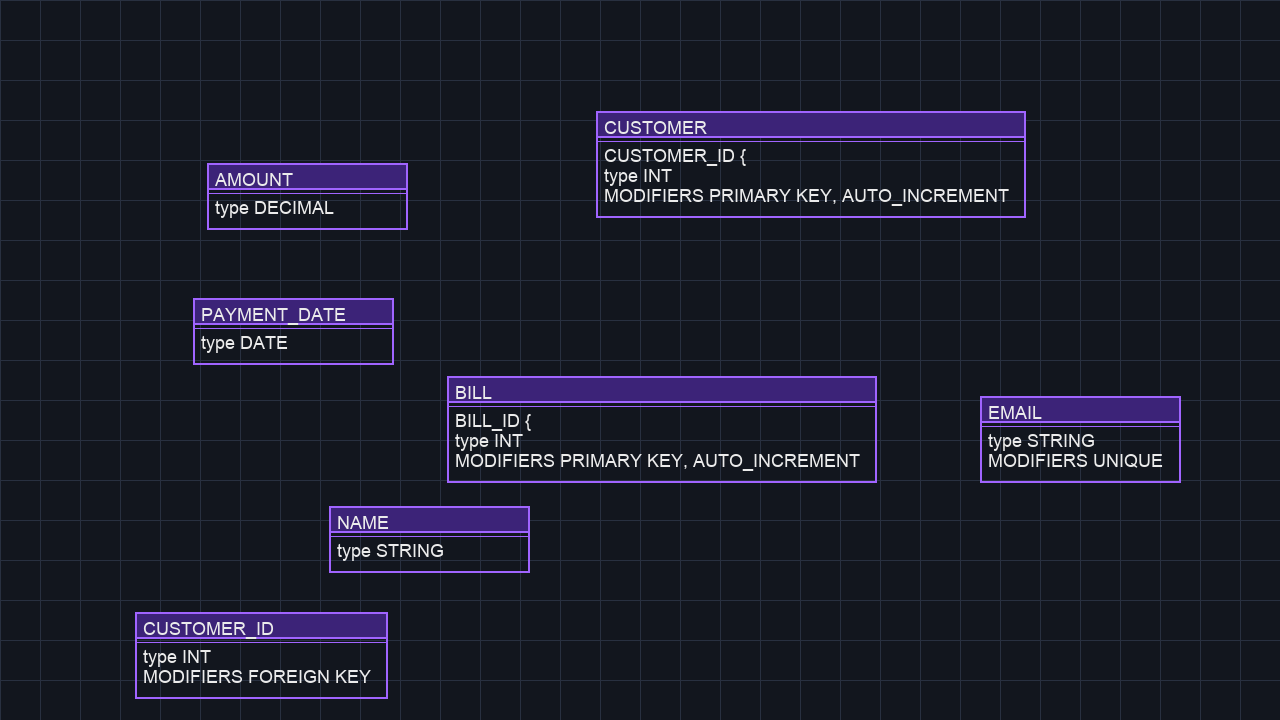 CUSTOMER
CUSTOMER_ID {
type INT
MODIFIERS PRIMARY KEY, AUTO_INCREMENT
AMOUNT
type DECIMAL
PAYMENT_DATE
type DATE
BILL
BILL_ID {
type INT
MODIFIERS PRIMARY KEY, AUTO_INCREMENT
EMAIL
type STRING
MODIFIERS UNIQUE
NAME
type STRING
CUSTOMER_ID
type INT
MODIFIERS FOREIGN KEY